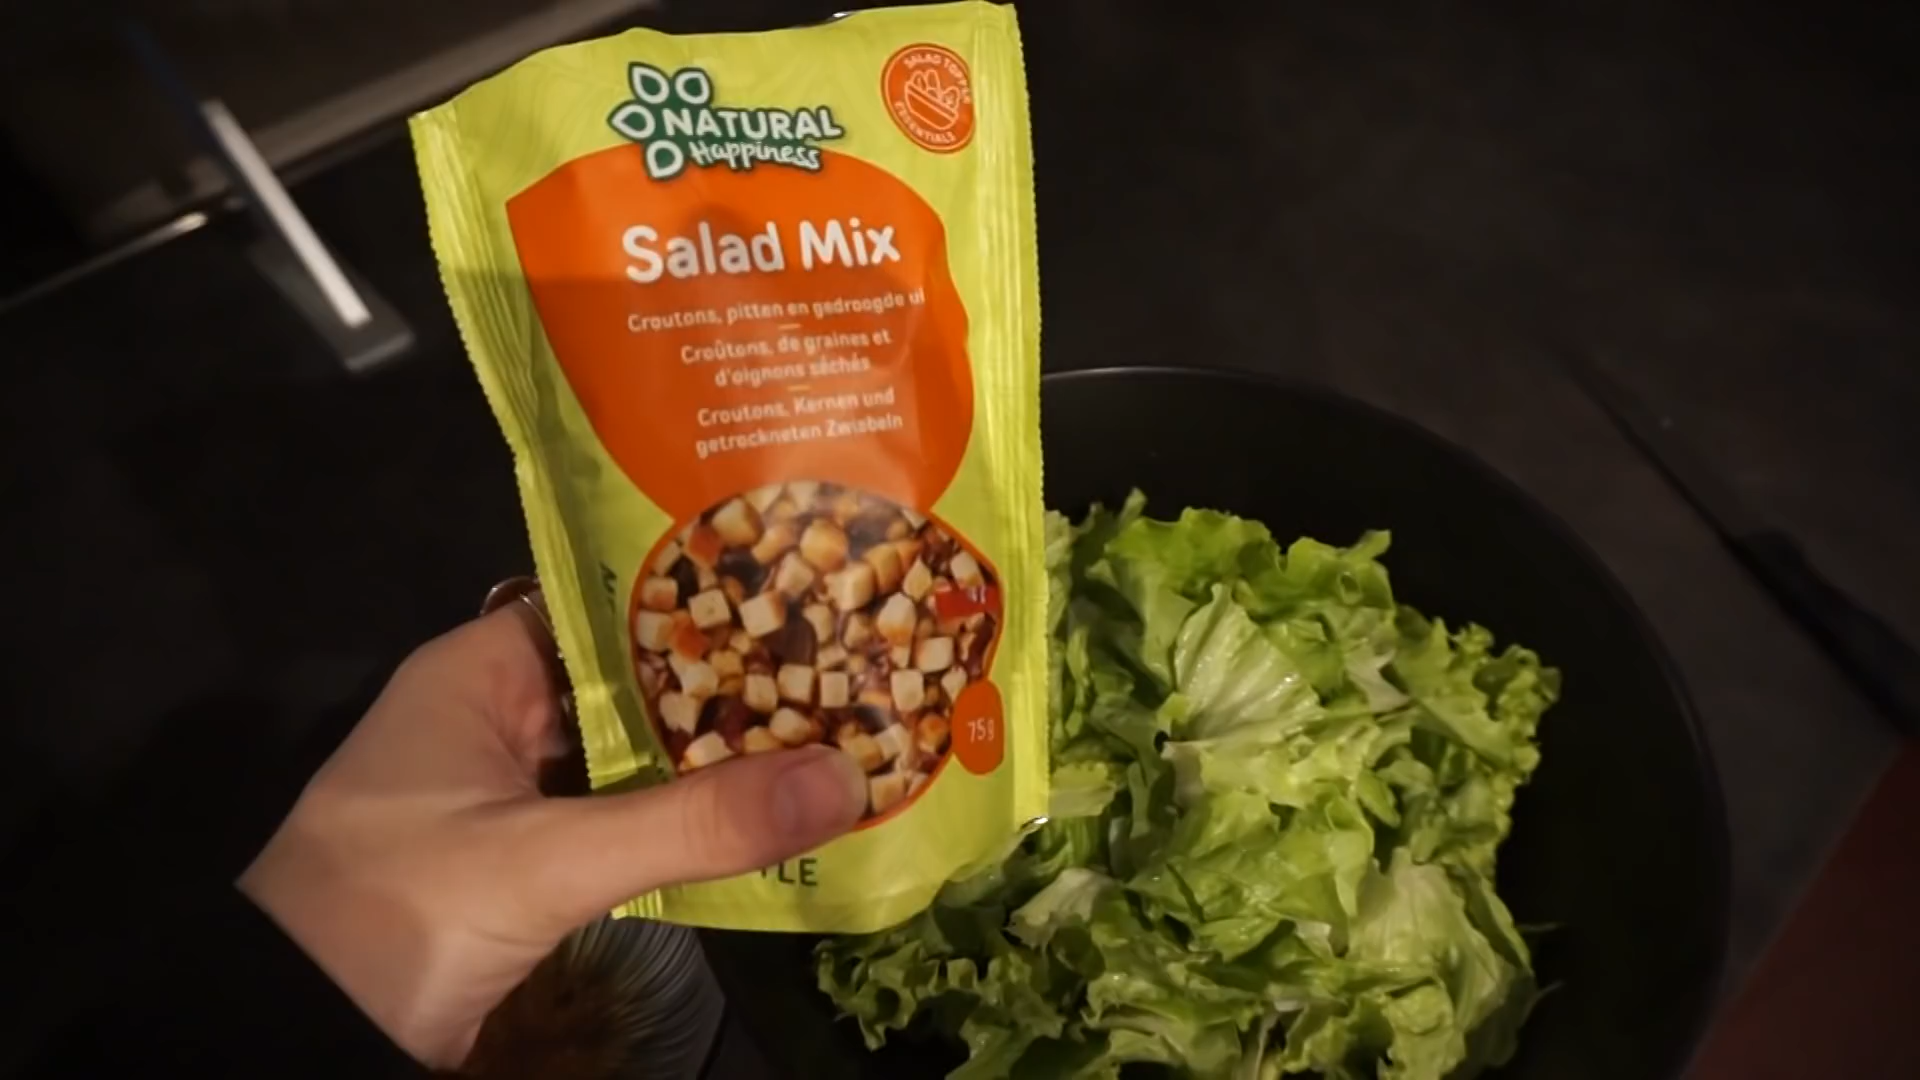 NATURAL
Happiness
SALAD TOPPER
ESSENTIALS
Salad Mix
Croutons, pitten en gedroogde ui
Croûtons, de graines et
d'oignons séchés
Croutons, Kernen und
getrockneten Zwiebeln
75g